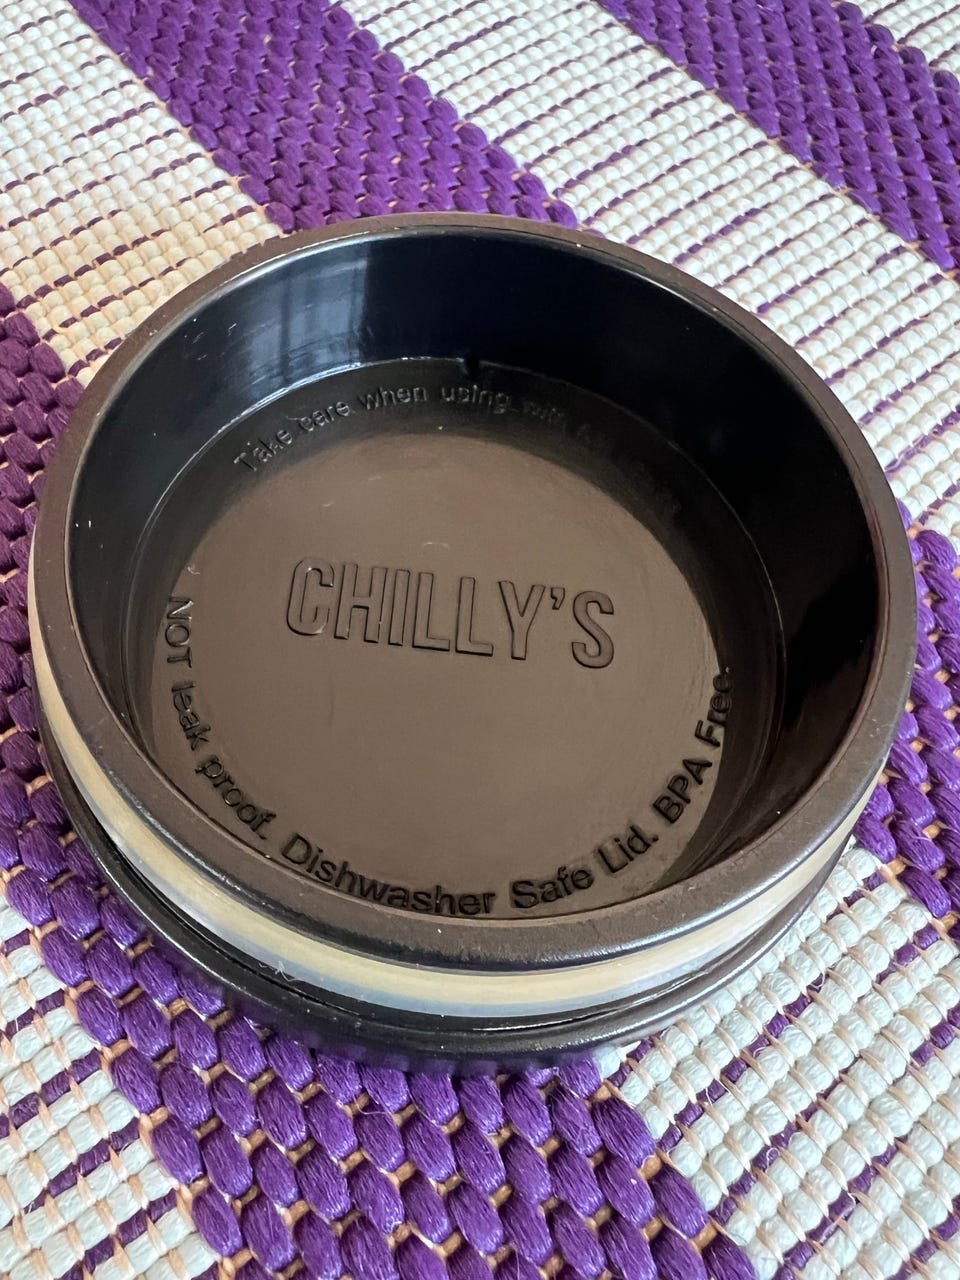 Take care when using
CHILLY'S
NOT leak proof. Dishwasher Safe Lid. BPA Free.